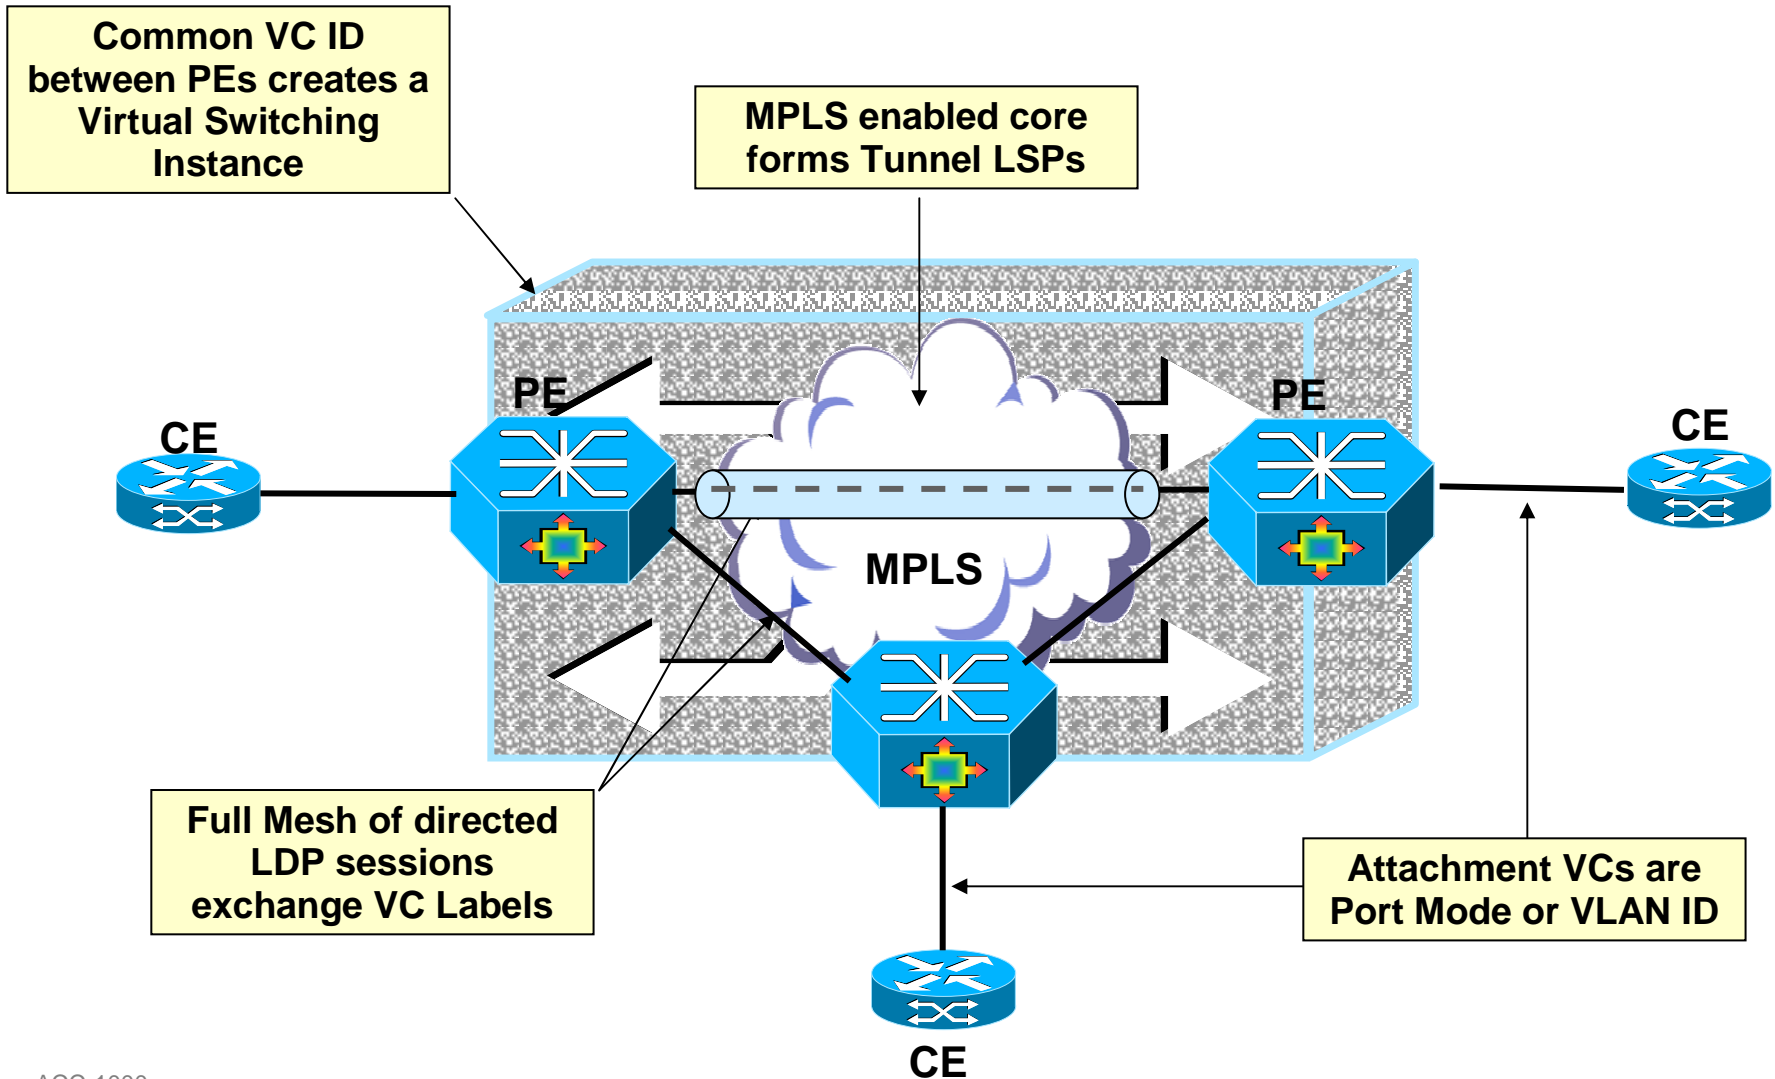 Common VC ID
between PEs creates a
Virtual Switching
Instance
MPLS enabled core
forms Tunnel LSPs
PE
PE
CE
CE
MPLS
Full Mesh of directed
LDP sessions
exchange VC Labels
Attachment VCs are
Port Mode or VLAN ID
CE